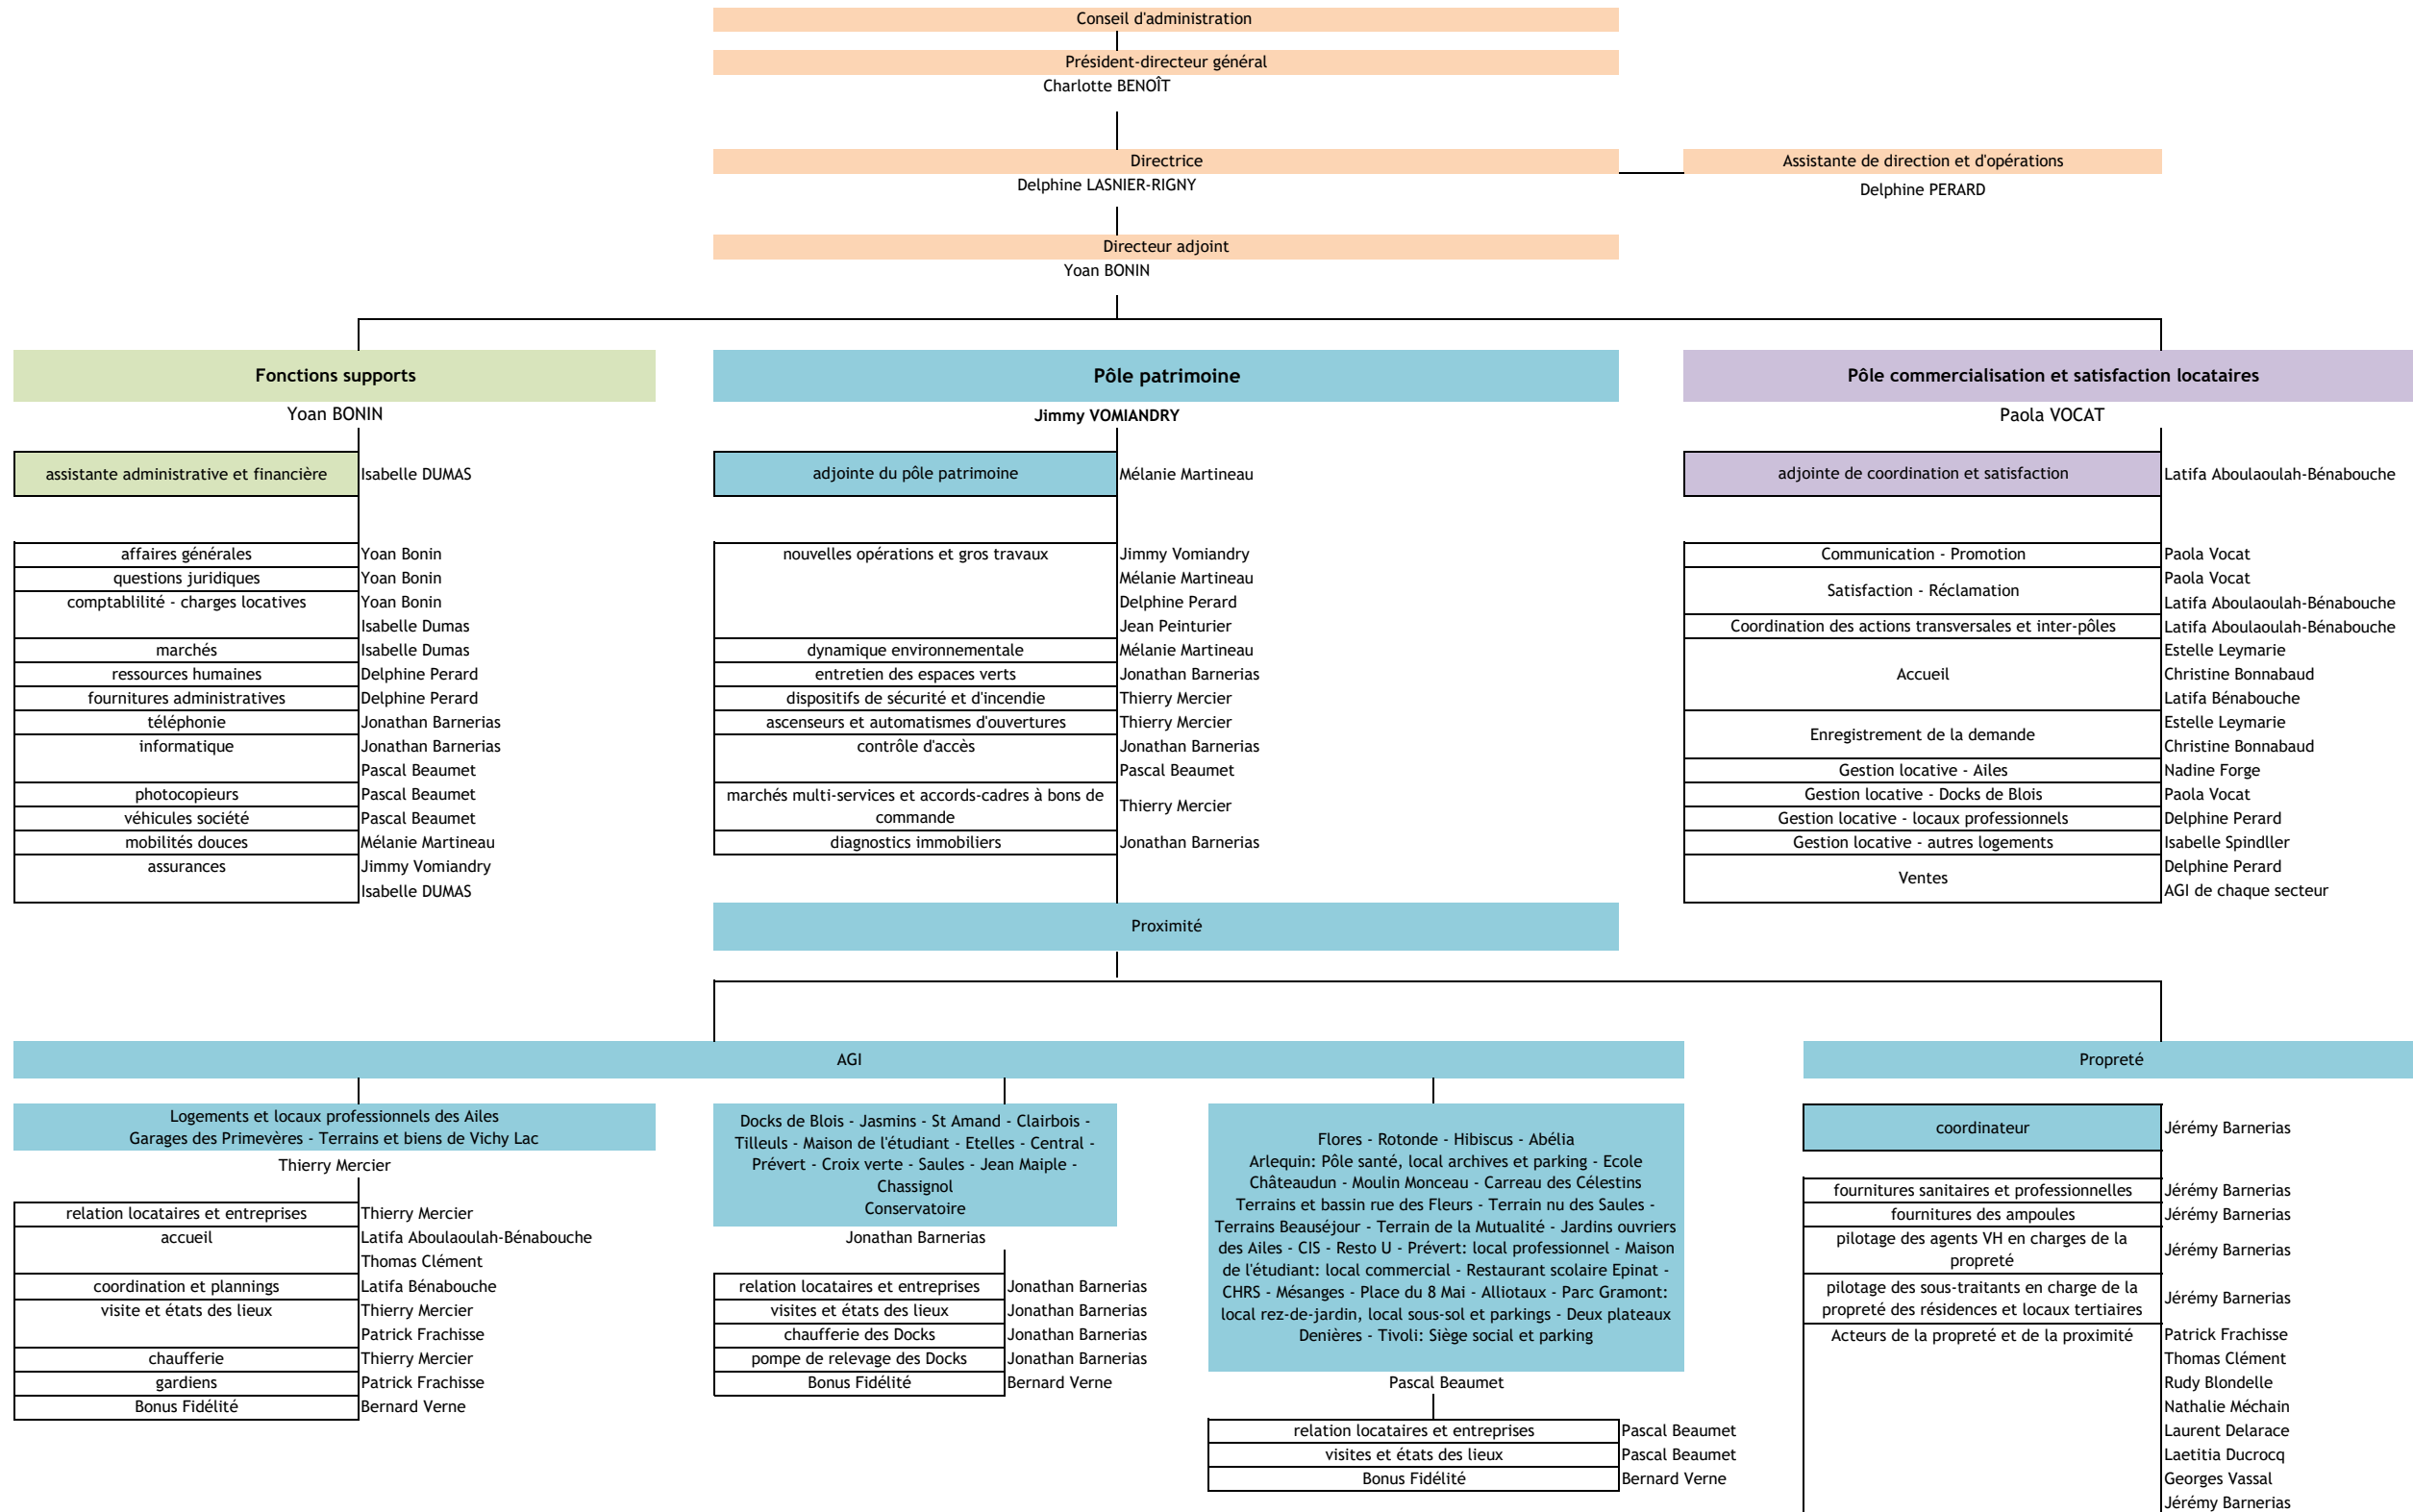 Conseil d'administration
Président-directeur général
Charlotte BENOÎT
Directrice
Delphine LASNIER-RIGNY
Assistante de direction et d'opérations
Delphine PERARD
Directeur adjoint
Yoan BONIN
Fonctions supports
Yoan BONIN
assistante administrative et financière
Isabelle DUMAS
affaires générales
Yoan Bonin
questions juridiques
Yoan Bonin
comptablilité - charges locatives
Yoan Bonin
Isabelle Dumas
marchés
Isabelle Dumas
ressources humaines
Delphine Perard
fournitures administratives
Delphine Perard
téléphonie
Jonathan Barnerias
informatique
Jonathan Barnerias
Pascal Beaumet
photocopieurs
Pascal Beaumet
véhicules société
Pascal Beaumet
mobilités douces
Mélanie Martineau
assurances
Jimmy Vomiandry
Isabelle DUMAS
Pôle patrimoine
Jimmy VOMIANDRY
adjointe du pôle patrimoine
Mélanie Martineau
nouvelles opérations et gros travaux
Jimmy Vomiandry
Mélanie Martineau
Delphine Perard
Jean Peinturier
dynamique environnementale
Mélanie Martineau
entretien des espaces verts
Jonathan Barnerias
dispositifs de sécurité et d'incendie
Thierry Mercier
ascenseurs et automatismes d'ouvertures
Thierry Mercier
contrôle d'accès
Jonathan Barnerias
Pascal Beaumet
marchés multi-services et accords-cadres à bons de
commande
Thierry Mercier
diagnostics immobiliers
Jonathan Barnerias
Pôle commercialisation et satisfaction locataires
Paola VOCAT
adjointe de coordination et satisfaction
Latifa Aboulaoulah-Bénabouche
Communication - Promotion
Paola Vocat
Satisfaction - Réclamation
Paola Vocat
Latifa Aboulaoulah-Bénabouche
Coordination des actions transversales et inter-pôles
Latifa Aboulaoulah-Bénabouche
Accueil
Estelle Leymarie
Christine Bonnabaud
Latifa Bénabouche
Enregistrement de la demande
Estelle Leymarie
Christine Bonnabaud
Gestion locative - Ailes
Nadine Forge
Gestion locative - Docks de Blois
Paola Vocat
Gestion locative - locaux professionnels
Delphine Perard
Gestion locative - autres logements
Isabelle Spindller
Ventes
Delphine Perard
AGI de chaque secteur
Proximité
AGI
Logements et locaux professionnels des Ailes
Garages des Primevères - Terrains et biens de Vichy Lac
Thierry Mercier
relation locataires et entreprises
Thierry Mercier
accueil
Latifa Aboulaoulah-Bénabouche
Thomas Clément
coordination et plannings
Latifa Bénabouche
visite et états des lieux
Thierry Mercier
Patrick Frachisse
chaufferie
Thierry Mercier
gardiens
Patrick Frachisse
Bonus Fidélité
Bernard Verne
Docks de Blois - Jasmins - St Amand - Clairbois -
Tilleuls - Maison de l'étudiant - Etelles - Central -
Prévert - Croix verte - Saules - Jean Maiple -
Chassignol
Conservatoire
Jonathan Barnerias
relation locataires et entreprises
Jonathan Barnerias
visites et états des lieux
Jonathan Barnerias
chaufferie des Docks
Jonathan Barnerias
pompe de relevage des Docks
Jonathan Barnerias
Bonus Fidélité
Bernard Verne
Flores - Rotonde - Hibiscus - Abélia
Arlequin: Pôle santé, local archives et parking - Ecole
Châteaudun - Moulin Monceau - Carreau des Célestins
Terrains et bassin rue des Fleurs - Terrain nu des Saules -
Terrains Beauséjour - Terrain de la Mutualité - Jardins ouvriers
des Ailes - CIS - Resto U - Prévert: local professionnel - Maison
de l'étudiant: local commercial - Restaurant scolaire Epinat -
CHRS - Mésanges - Place du 8 Mai - Alliotaux - Parc Gramont:
local rez-de-jardin, local sous-sol et parkings - Deux plateaux
Denières - Tivoli: Siège social et parking
Pascal Beaumet
relation locataires et entreprises
Pascal Beaumet
visites et états des lieux
Pascal Beaumet
Bonus Fidélité
Bernard Verne
Propreté
coordinateur
Jérémy Barnerias
fournitures sanitaires et professionnelles
Jérémy Barnerias
fournitures des ampoules
Jérémy Barnerias
pilotage des agents VH en charges de la
propreté
Jérémy Barnerias
pilotage des sous-traitants en charge de la
propreté des résidences et locaux tertiaires
Jérémy Barnerias
Acteurs de la propreté et de la proximité
Patrick Frachisse
Thomas Clément
Rudy Blondelle
Nathalie Méchain
Laurent Delarace
Laetitia Ducrocq
Georges Vassal
Jérémy Barnerias